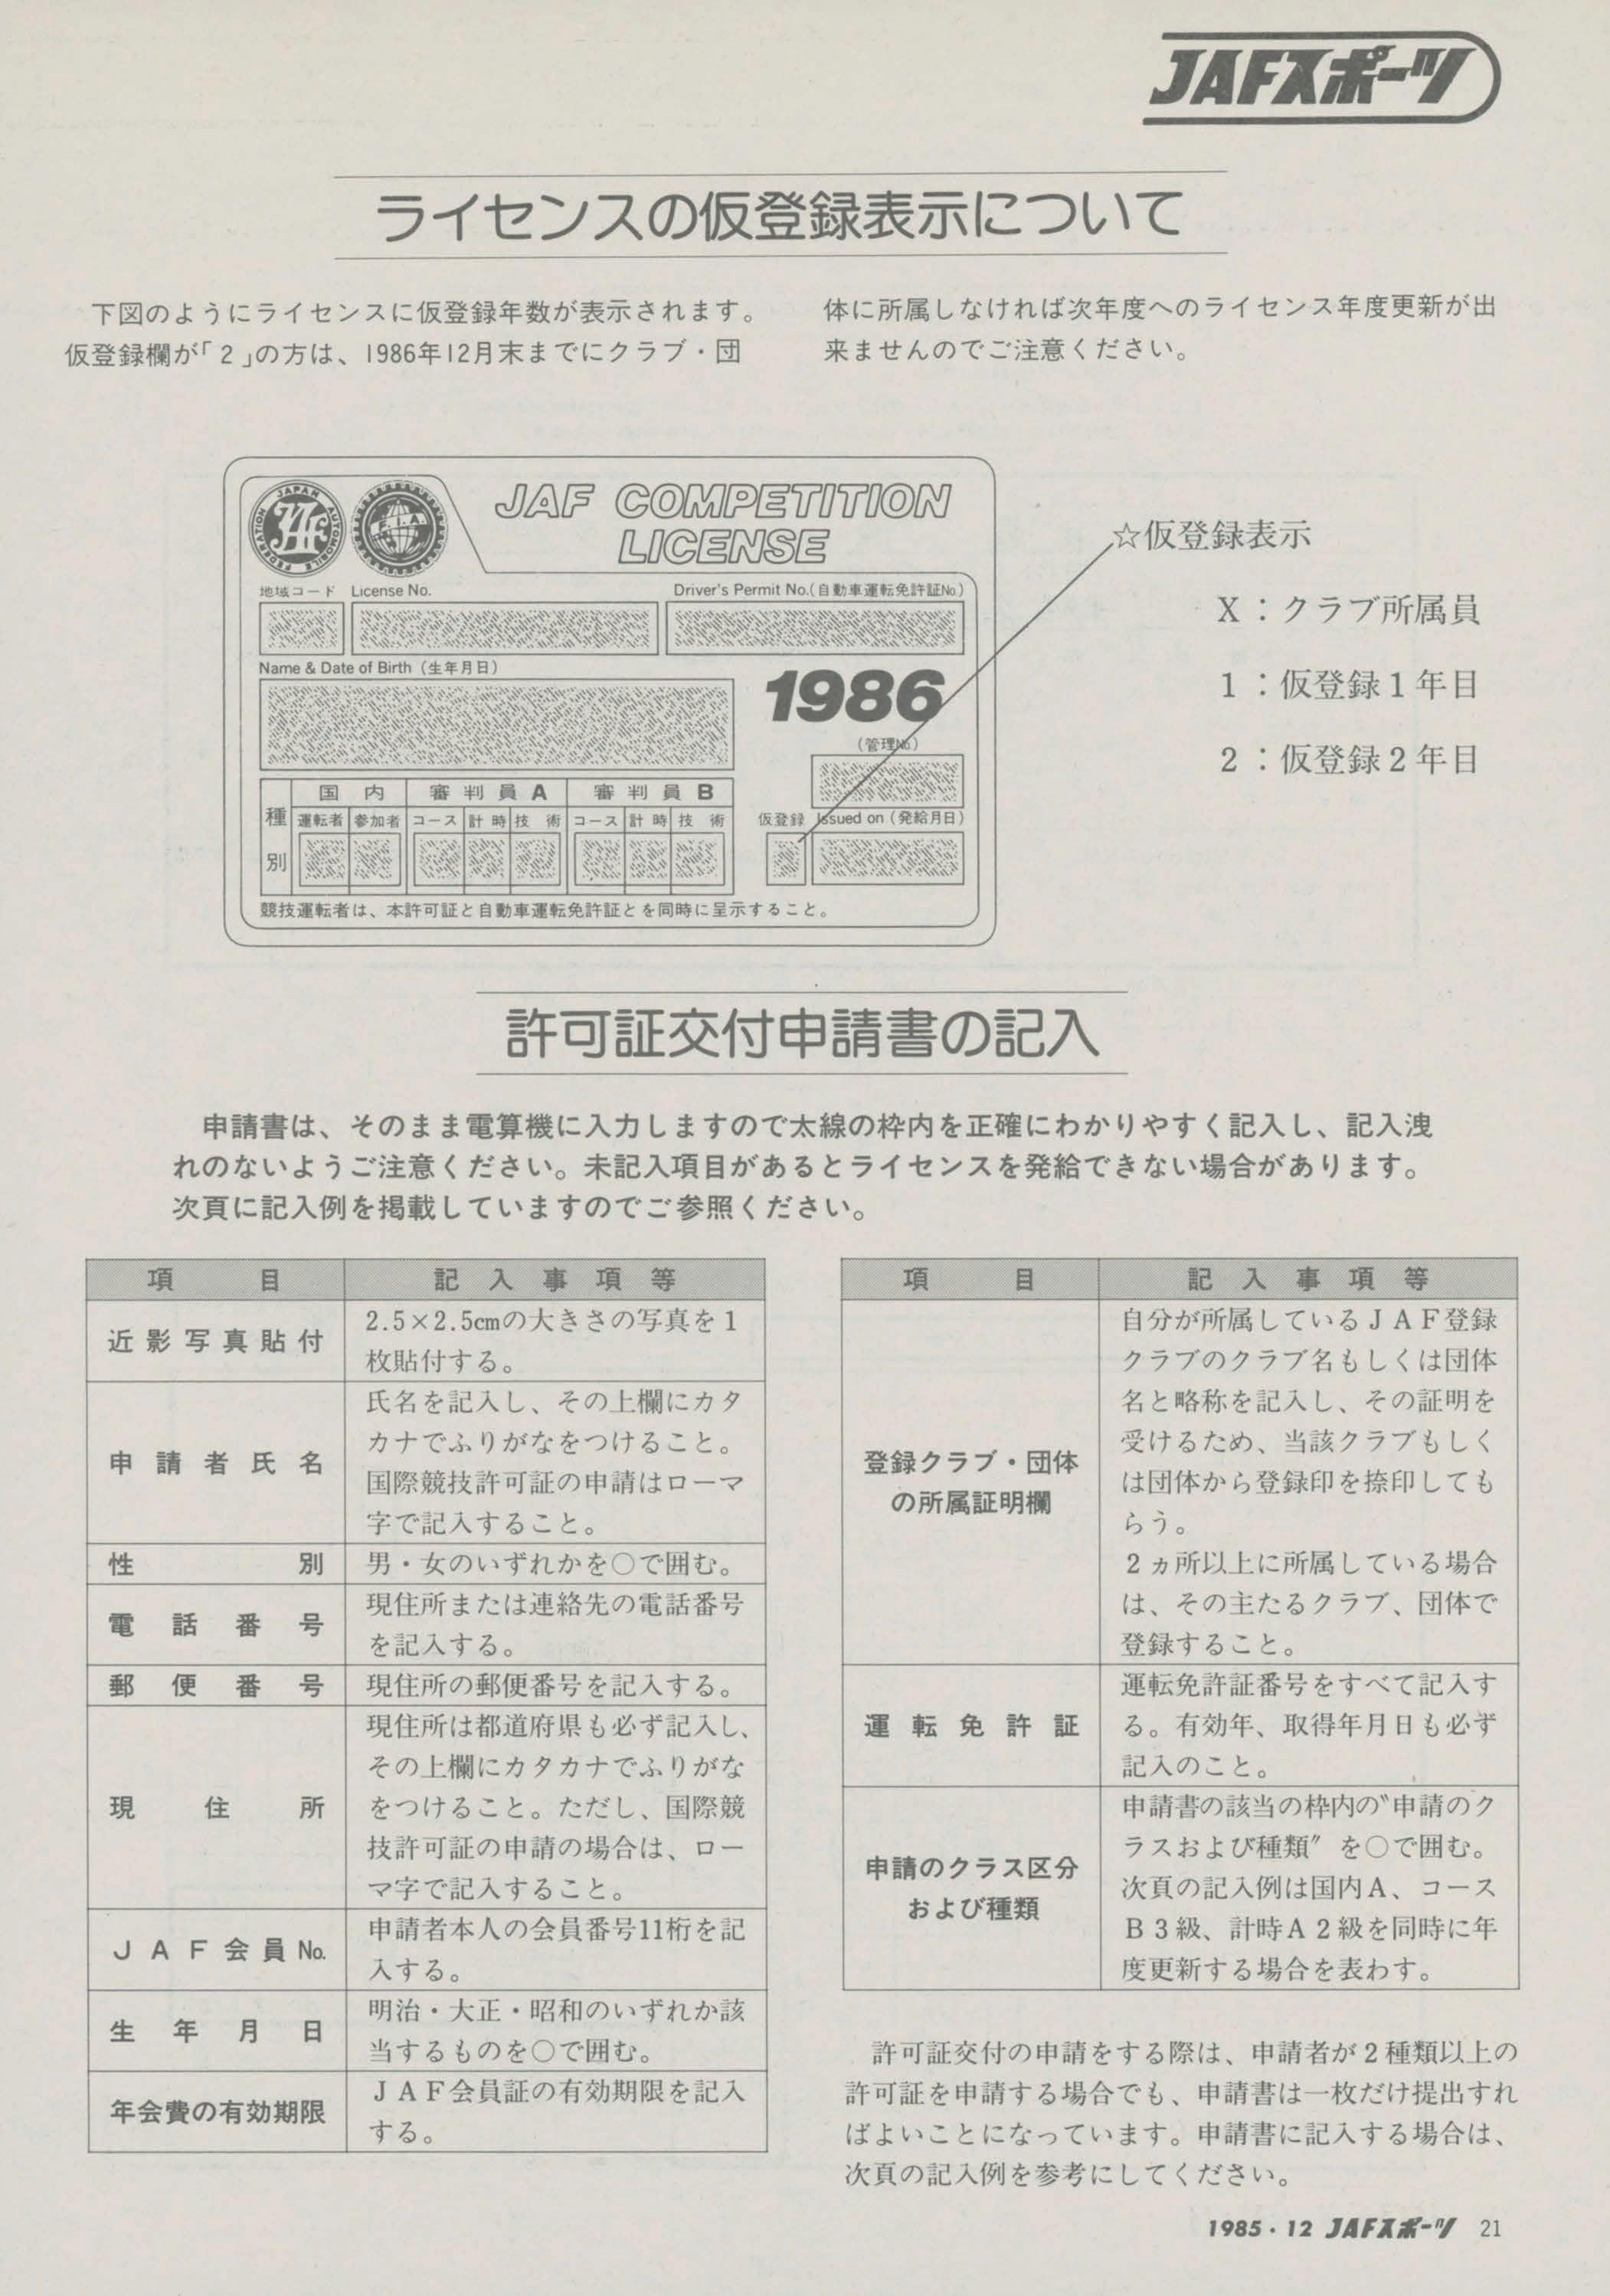 JAFスポーツ
ライセンスの仮登録表示について
下図のようにライセンスに仮登録年数が表示されます。
仮登録欄が「2」の方は、1986年12月末までにクラブ・団
体に所属しなければ次年度へのライセンス年度更新が出
来ませんのでご注意ください。
JAPAN AUTOMOBILE FEDERATION
JAF
JAF COMPETITION
LICENSE
地域コード License No. Driver's Permit No.(自動車運転免許証No.)
Name & Date of Birth (生年月日)
1986
(管理No.)
種別
国内 審判員A 審判員B
運転者 参加者 コース 計時 技術 コース 計時 技術
仮登録 Issued on (発給月日)
競技運転者は、本許可証と自動車運転免許証とを同時に呈示すること。
☆仮登録表示
X：クラブ所属員
1：仮登録1年目
2：仮登録2年目
許可証交付申請書の記入
申請書は、そのまま電算機に入力しますので太線の枠内を正確にわかりやすく記入し、記入洩
れのないようご注意ください。未記入項目があるとライセンスを発給できない場合があります。
次頁に記入例を掲載していますのでご参照ください。
項目 記入事項等
近影写真貼付
2.5×2.5cmの大きさの写真を1
枚貼付する。
申請者氏名
氏名を記入し、その上欄にカタ
カナでふりがなをつけること。
国際競技許可証の申請はローマ
字で記入すること。
性別
男・女のいずれかを○で囲む。
電話番号
現住所または連絡先の電話番号
を記入する。
郵便番号
現住所の郵便番号を記入する。
現住所
現住所は都道府県も必ず記入し、
その上欄にカタカナでふりがな
をつけること。ただし、国際競
技許可証の申請の場合は、ロー
マ字で記入すること。
JAF会員No.
申請者本人の会員番号11桁を記
入する。
生年月日
明治・大正・昭和のいずれか該
当するものを○で囲む。
年会費の有効期限
JAF会員証の有効期限を記入
する。
項目 記入事項等
登録クラブ・団体
の所属証明欄
自分が所属しているJAF登録
クラブのクラブ名もしくは団体
名と略称を記入し、その証明を
受けるため、当該クラブもしく
は団体から登録印を捺印しても
らう。
2ヵ所以上に所属している場合
は、その主たるクラブ、団体で
登録すること。
運転免許証
運転免許証番号をすべて記入す
る。有効年、取得年月日も必ず
記入のこと。
申請のクラス区分
および種類
申請書の該当の枠内の〝申請のク
ラスおよび種類〞を○で囲む。
次頁の記入例は国内A、コース
B3級、計時A2級を同時に年
度更新する場合を表わす。
許可証交付の申請をする際は、申請者が2種類以上の
許可証を申請する場合でも、申請書は一枚だけ提出すれ
ばよいことになっています。申請書に記入する場合は、
次頁の記入例を参考にしてください。
1985・12 JAFスポーツ 21